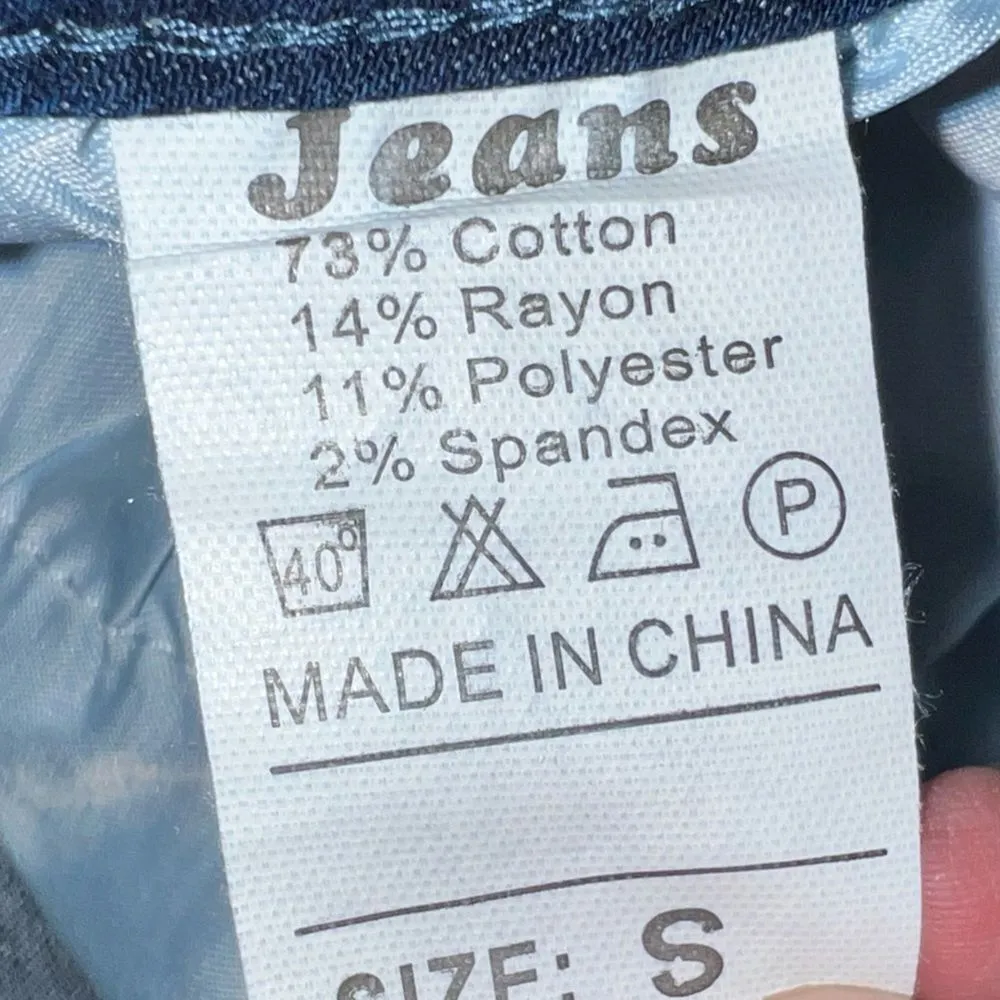 Jeans
73% Cotton
14% Rayon
11% Polyester
2% Spandex
40° P
MADE IN CHINA
SIZE: S